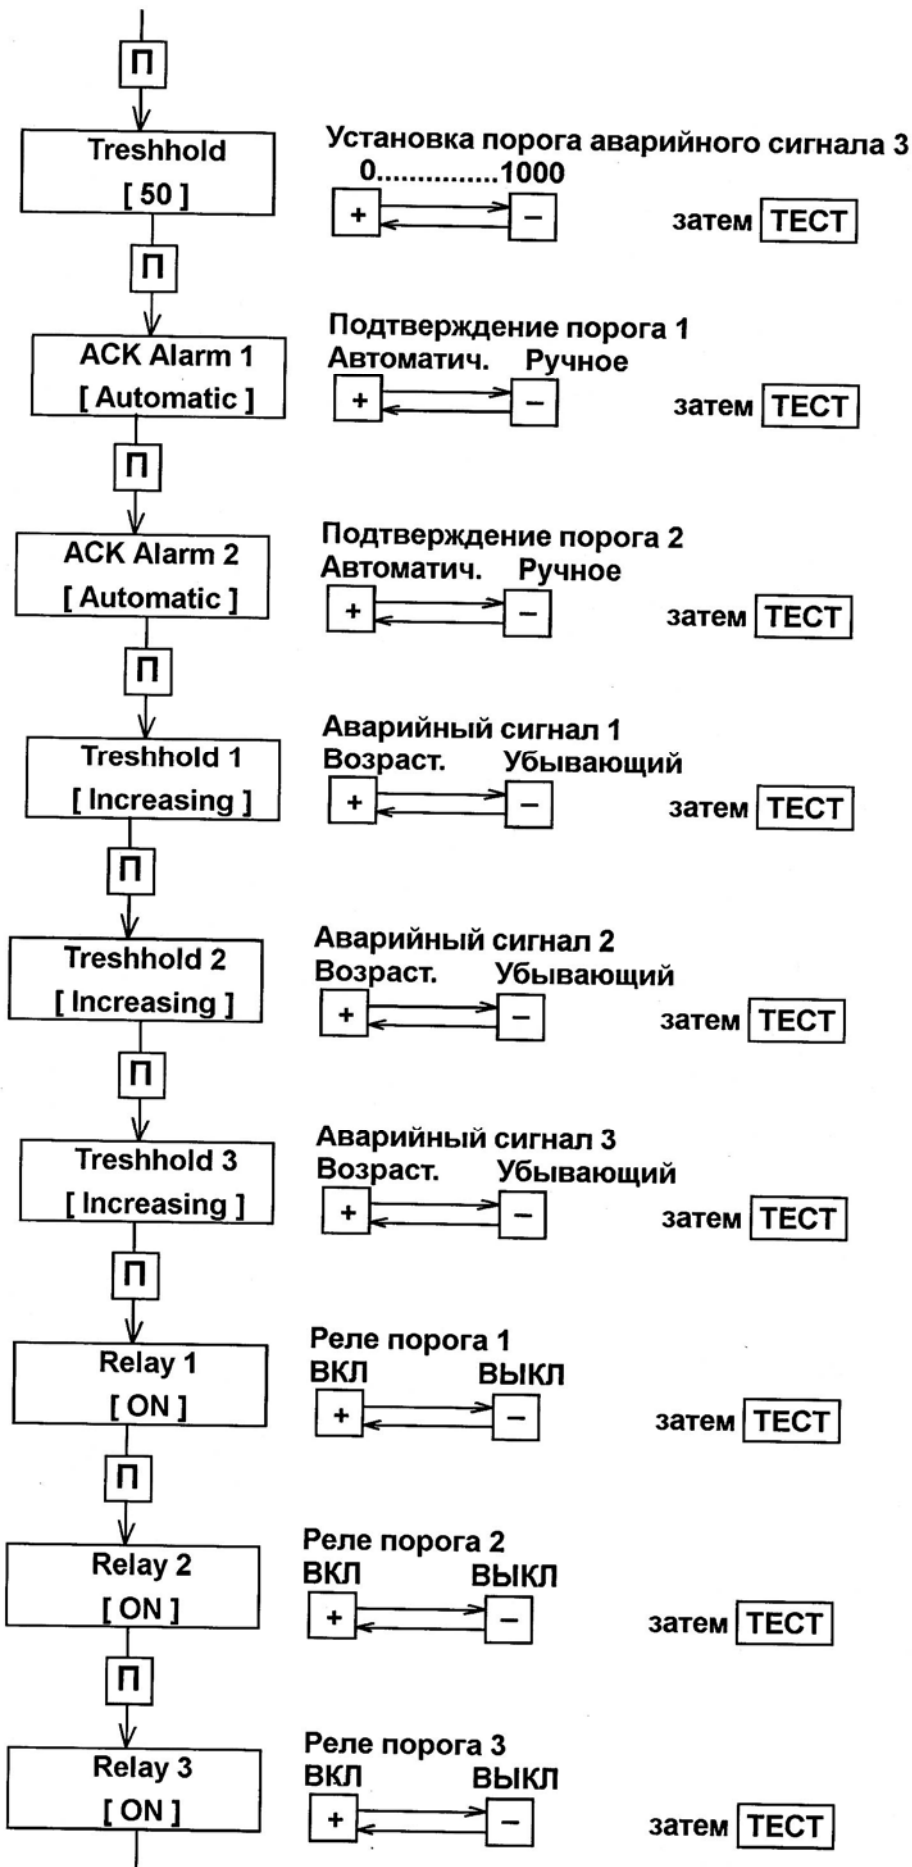 П
Treshhold
[ 50 ]
Установка порога аварийного сигнала 3
0...............1000
+ – затем ТЕСТ
П
ACK Alarm 1
[ Automatic ]
Подтверждение порога 1
Автоматич. Ручное
+ – затем ТЕСТ
П
ACK Alarm 2
[ Automatic ]
Подтверждение порога 2
Автоматич. Ручное
+ – затем ТЕСТ
П
Treshhold 1
[ Increasing ]
Аварийный сигнал 1
Возраст. Убывающий
+ – затем ТЕСТ
П
Treshhold 2
[ Increasing ]
Аварийный сигнал 2
Возраст. Убывающий
+ – затем ТЕСТ
П
Treshhold 3
[ Increasing ]
Аварийный сигнал 3
Возраст. Убывающий
+ – затем ТЕСТ
П
Relay 1
[ ON ]
Реле порога 1
ВКЛ ВЫКЛ
+ – затем ТЕСТ
П
Relay 2
[ ON ]
Реле порога 2
ВКЛ ВЫКЛ
+ – затем ТЕСТ
П
Relay 3
[ ON ]
Реле порога 3
ВКЛ ВЫКЛ
+ – затем ТЕСТ